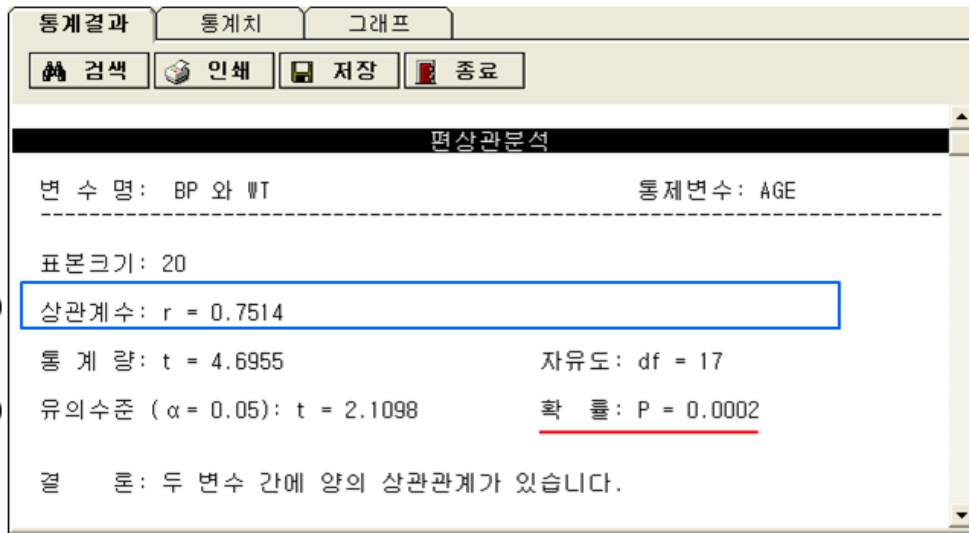 통계결과 통계치 그래프
검색 인쇄 저장 종료
편상관분석
변 수 명: BP 와 WT 통제변수: AGE
--------------------------------------------------------------------------
표본크기: 20
상관계수: r = 0.7514
통 계 량: t = 4.6955 자유도: df = 17
유의수준 (α= 0.05): t = 2.1098 확 률: P = 0.0002
결 론: 두 변수 간에 양의 상관관계가 있습니다.